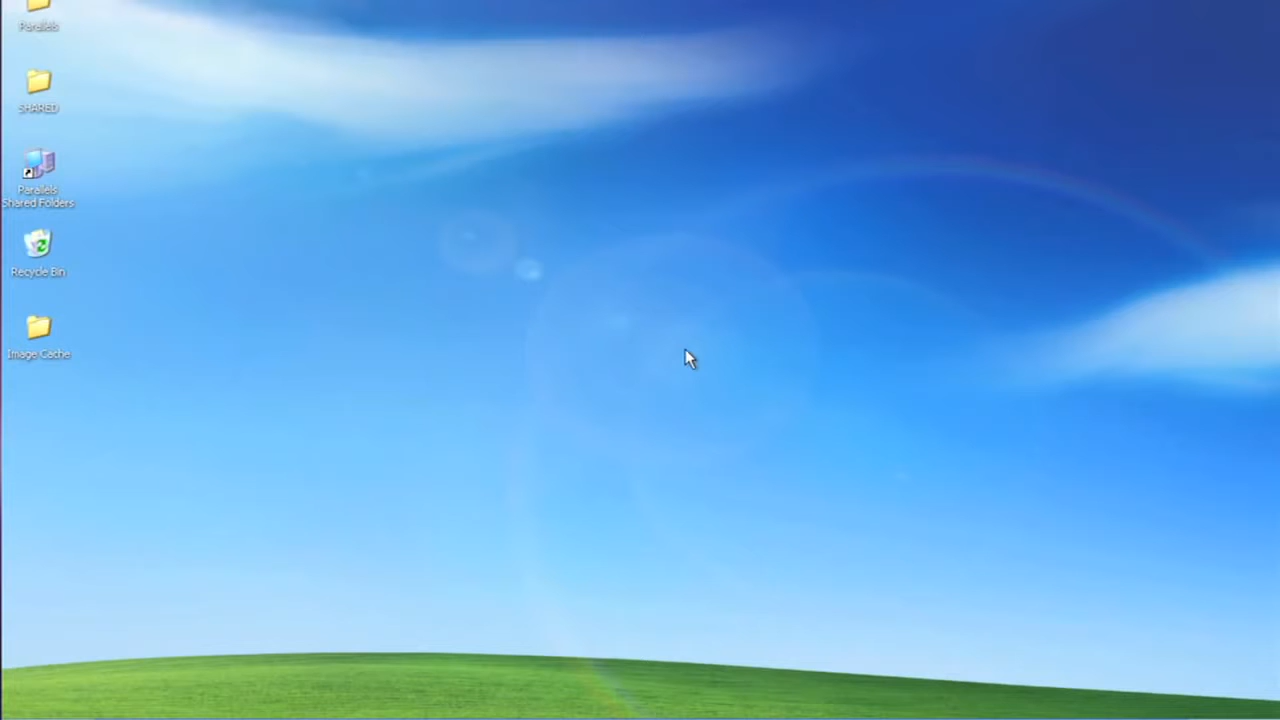 Parallels
SHARED
Parallels
Shared Folders
Recycle Bin
Image Cache